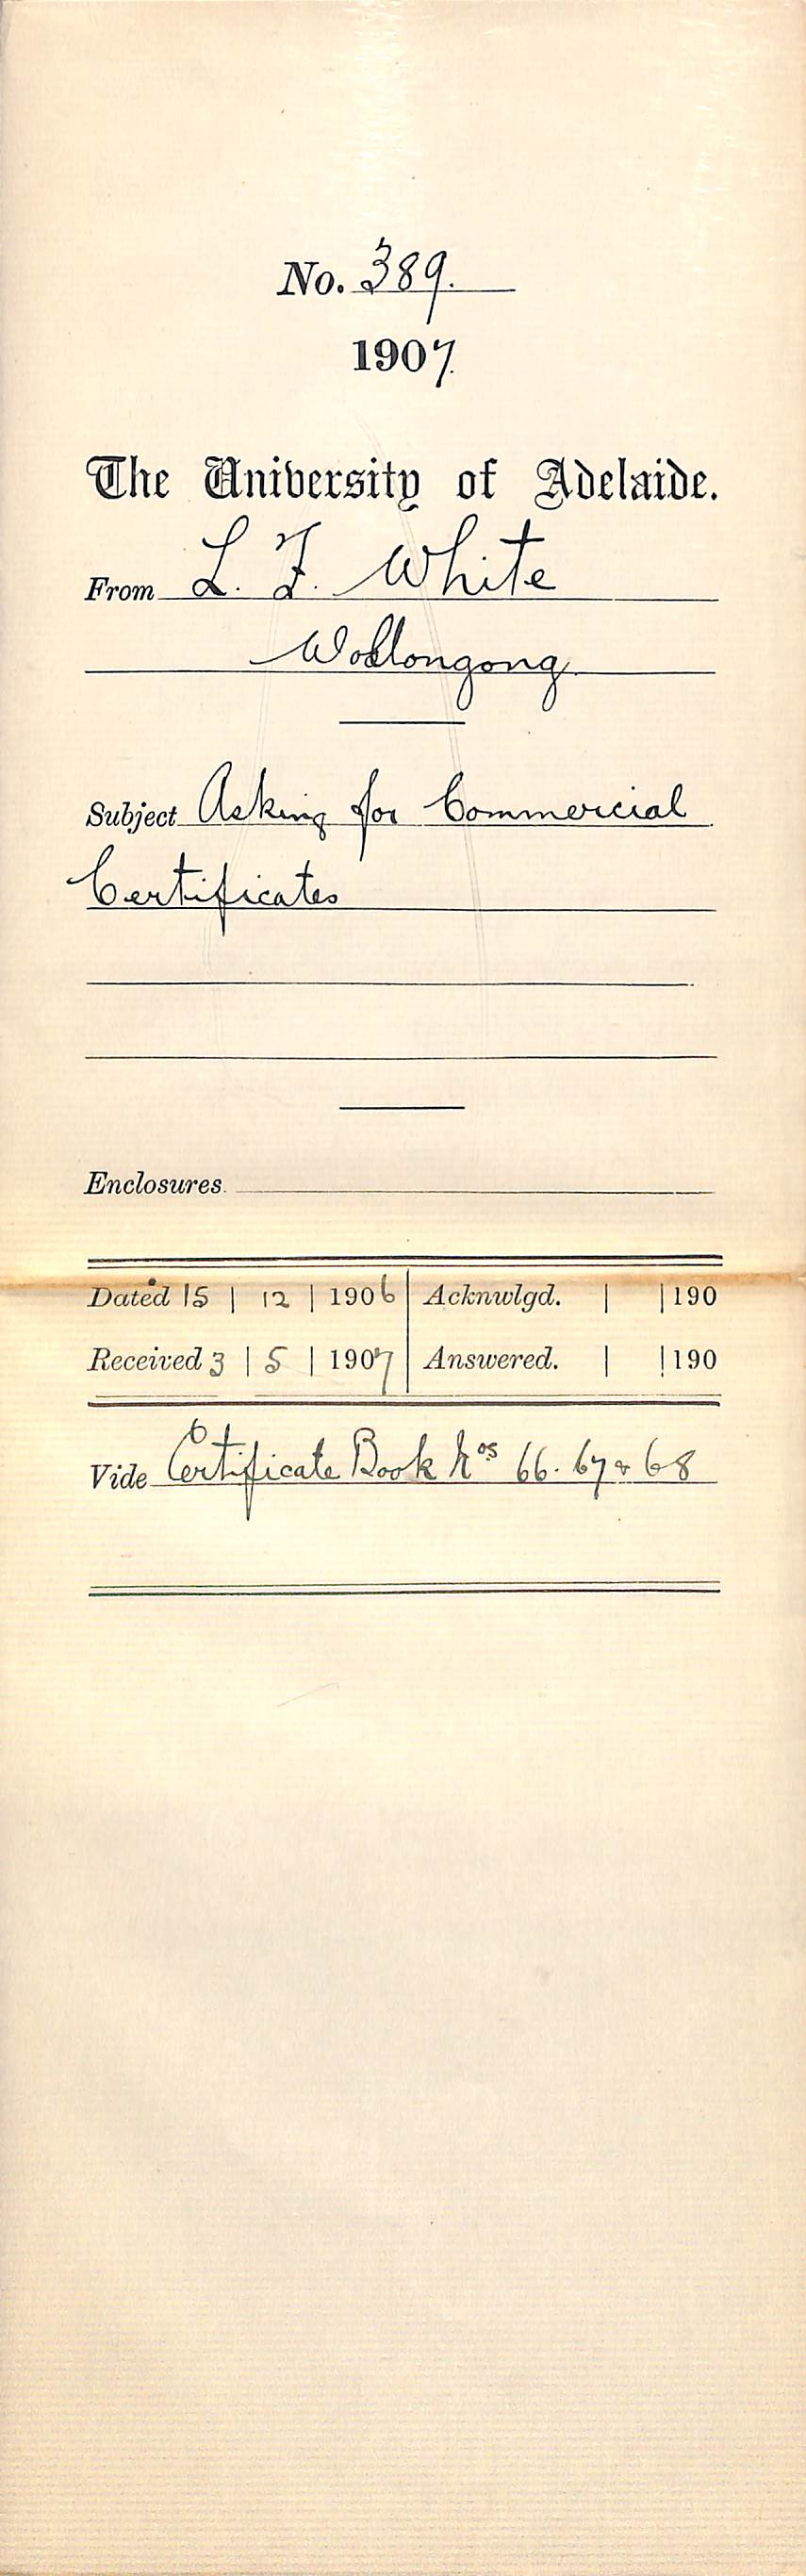 No. 389.
1907.
The University of Adelaide.
From L. F. White
Wollongong
Subject Asking for Commercial
Certificates
Enclosures
Dated 15 | 12 | 1906 Acknwlgd. | | 190
Received 3 | 5 | 1907 Answered. | | 190
Vide Certificate Book Nos 66. 67 & 68